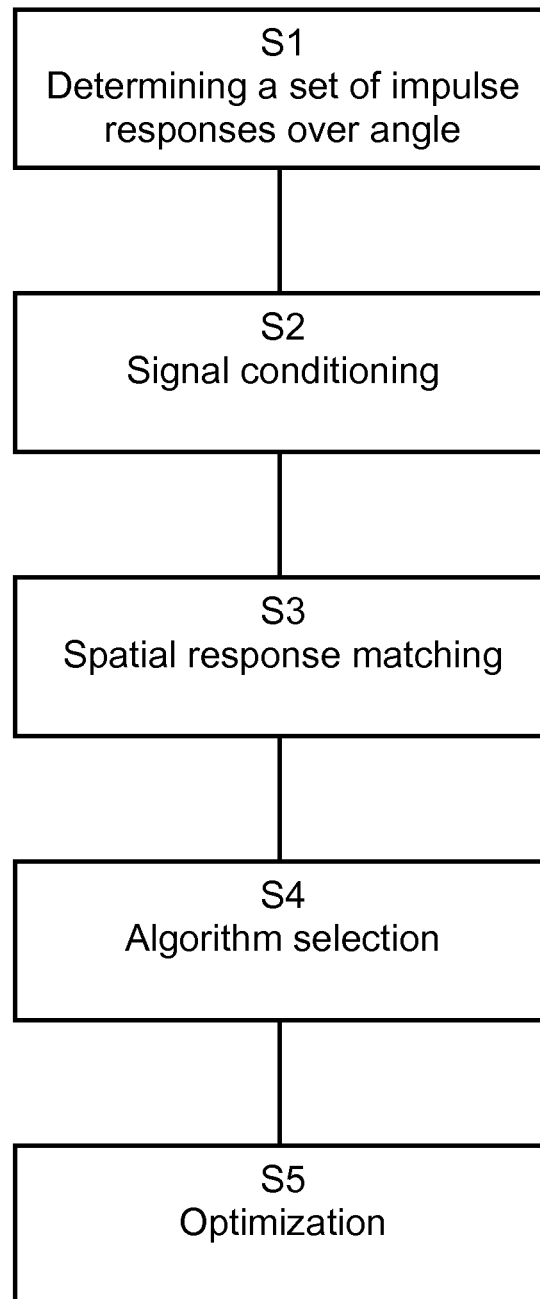 S1
Determining a set of impulse
responses over angle
S2
Signal conditioning
S3
Spatial response matching
S4
Algorithm selection
S5
Optimization